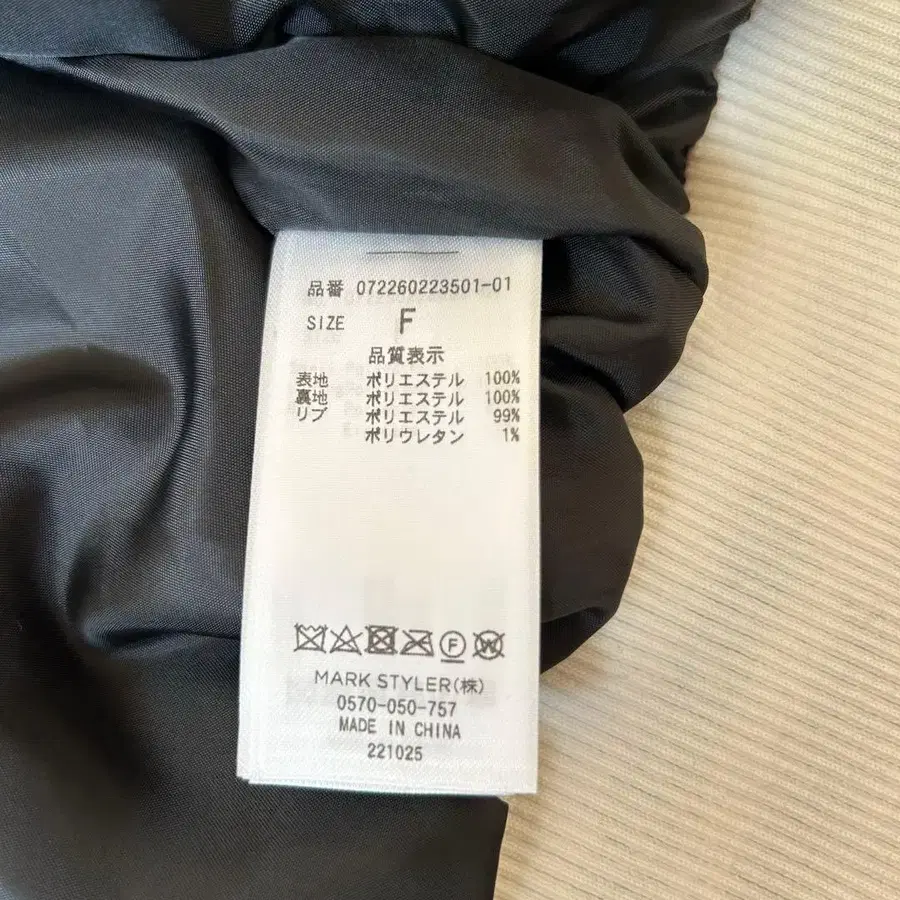 品番 072260223501-01
SIZE F
品質表示
表地 ポリエステル 100%
裏地 ポリエステル 100%
リブ ポリエステル 99%
ポリウレタン 1%
F W
MARK STYLER(株)
0570-050-757
MADE IN CHINA
221025